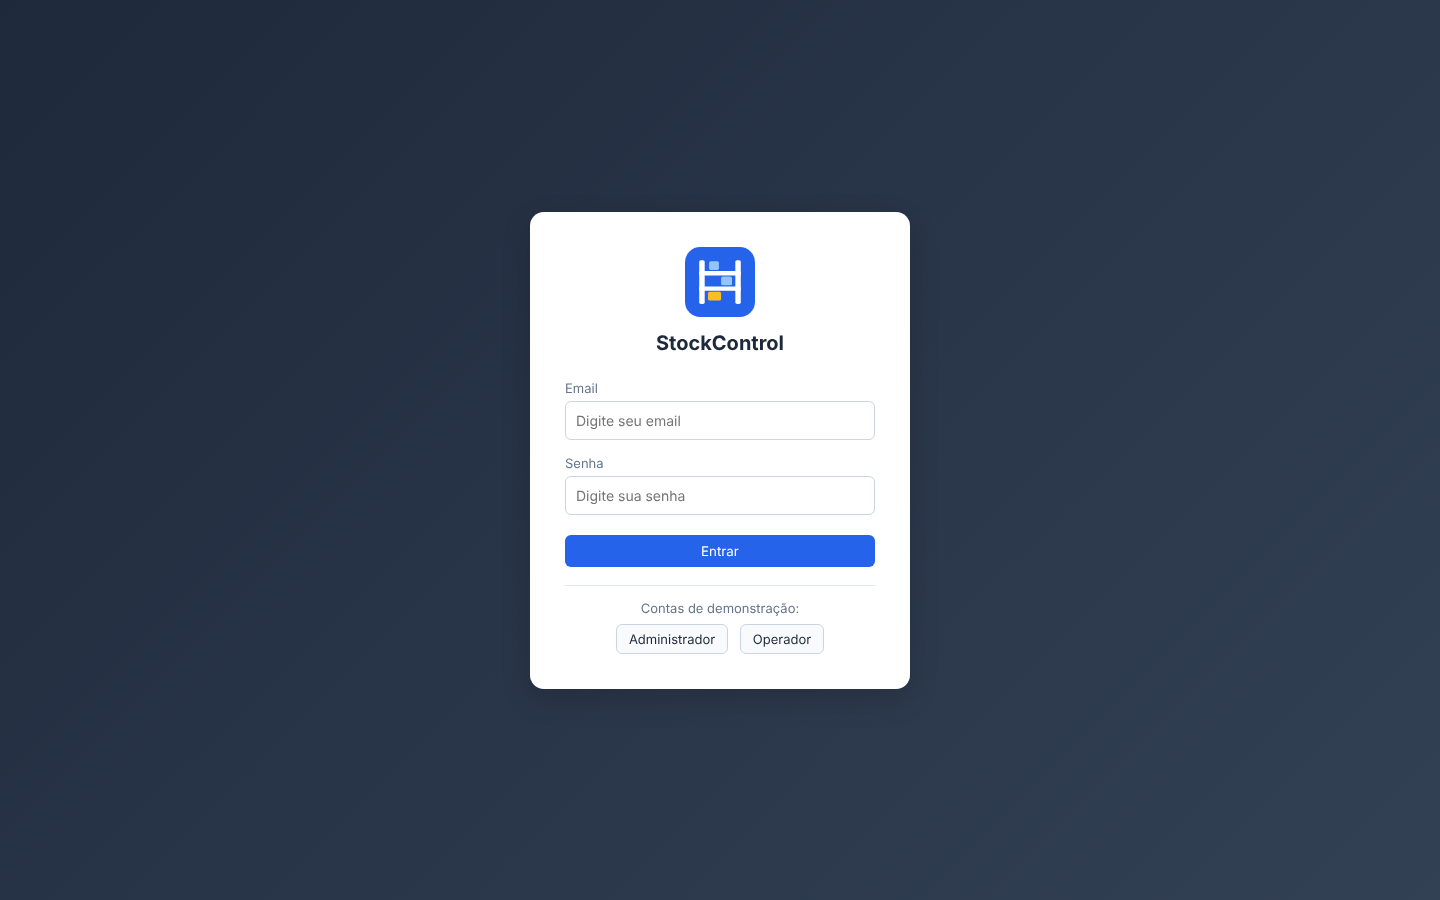 StockControl
Email
Digite seu email
Senha
Digite sua senha
Entrar
Contas de demonstração:
Administrador Operador